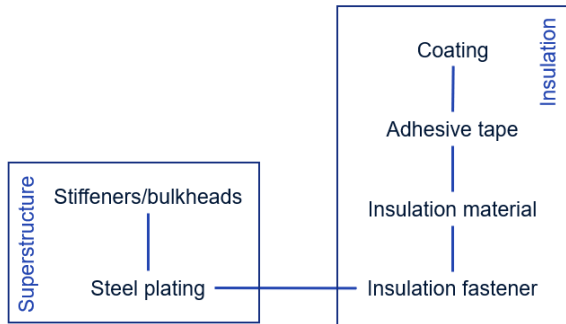 Coating
Insulation
Adhesive tape
Superstructure
Stiffeners/bulkheads
Insulation material
Steel plating
Insulation fastener